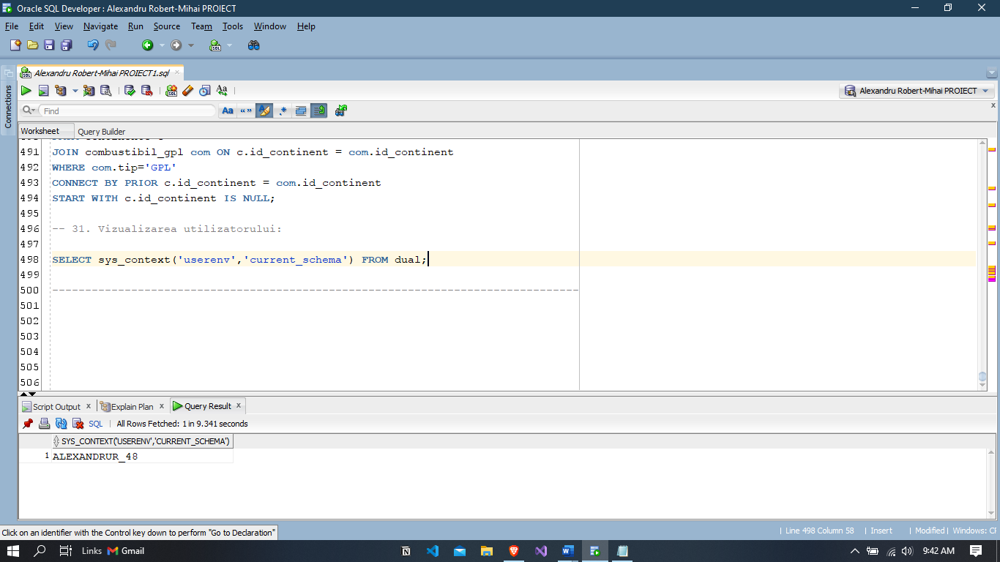 Oracle SQL Developer : Alexandru Robert-Mihai PROIECT
File Edit View Navigate Run Source Team Tools Window Help
Connections
Alexandru Robert-Mihai PROIECT1.sql
Alexandru Robert-Mihai PROIECT
Find
Worksheet Query Builder
491 JOIN combustibil_gpl com ON c.id_continent = com.id_continent
492 WHERE com.tip='GPL'
493 CONNECT BY PRIOR c.id_continent = com.id_continent
494 START WITH c.id_continent IS NULL;
495
496 -- 31. Vizualizarea utilizatorului:
497
498 SELECT sys_context('userenv','current_schema') FROM dual;
499
500 --------------------------------------------------------------------------------
501
502
503
504
505
506
Script Output x Explain Plan x Query Result x
SQL | All Rows Fetched: 1 in 9.341 seconds
SYS_CONTEXT('USERENV','CURRENT_SCHEMA')
1 ALEXANDRUR_48
Click on an identifier with the Control key down to perform "Go to Declaration"
| Line 498 Column 58 | Insert | Modified | Windows: CF
Links Gmail 9:42 AM